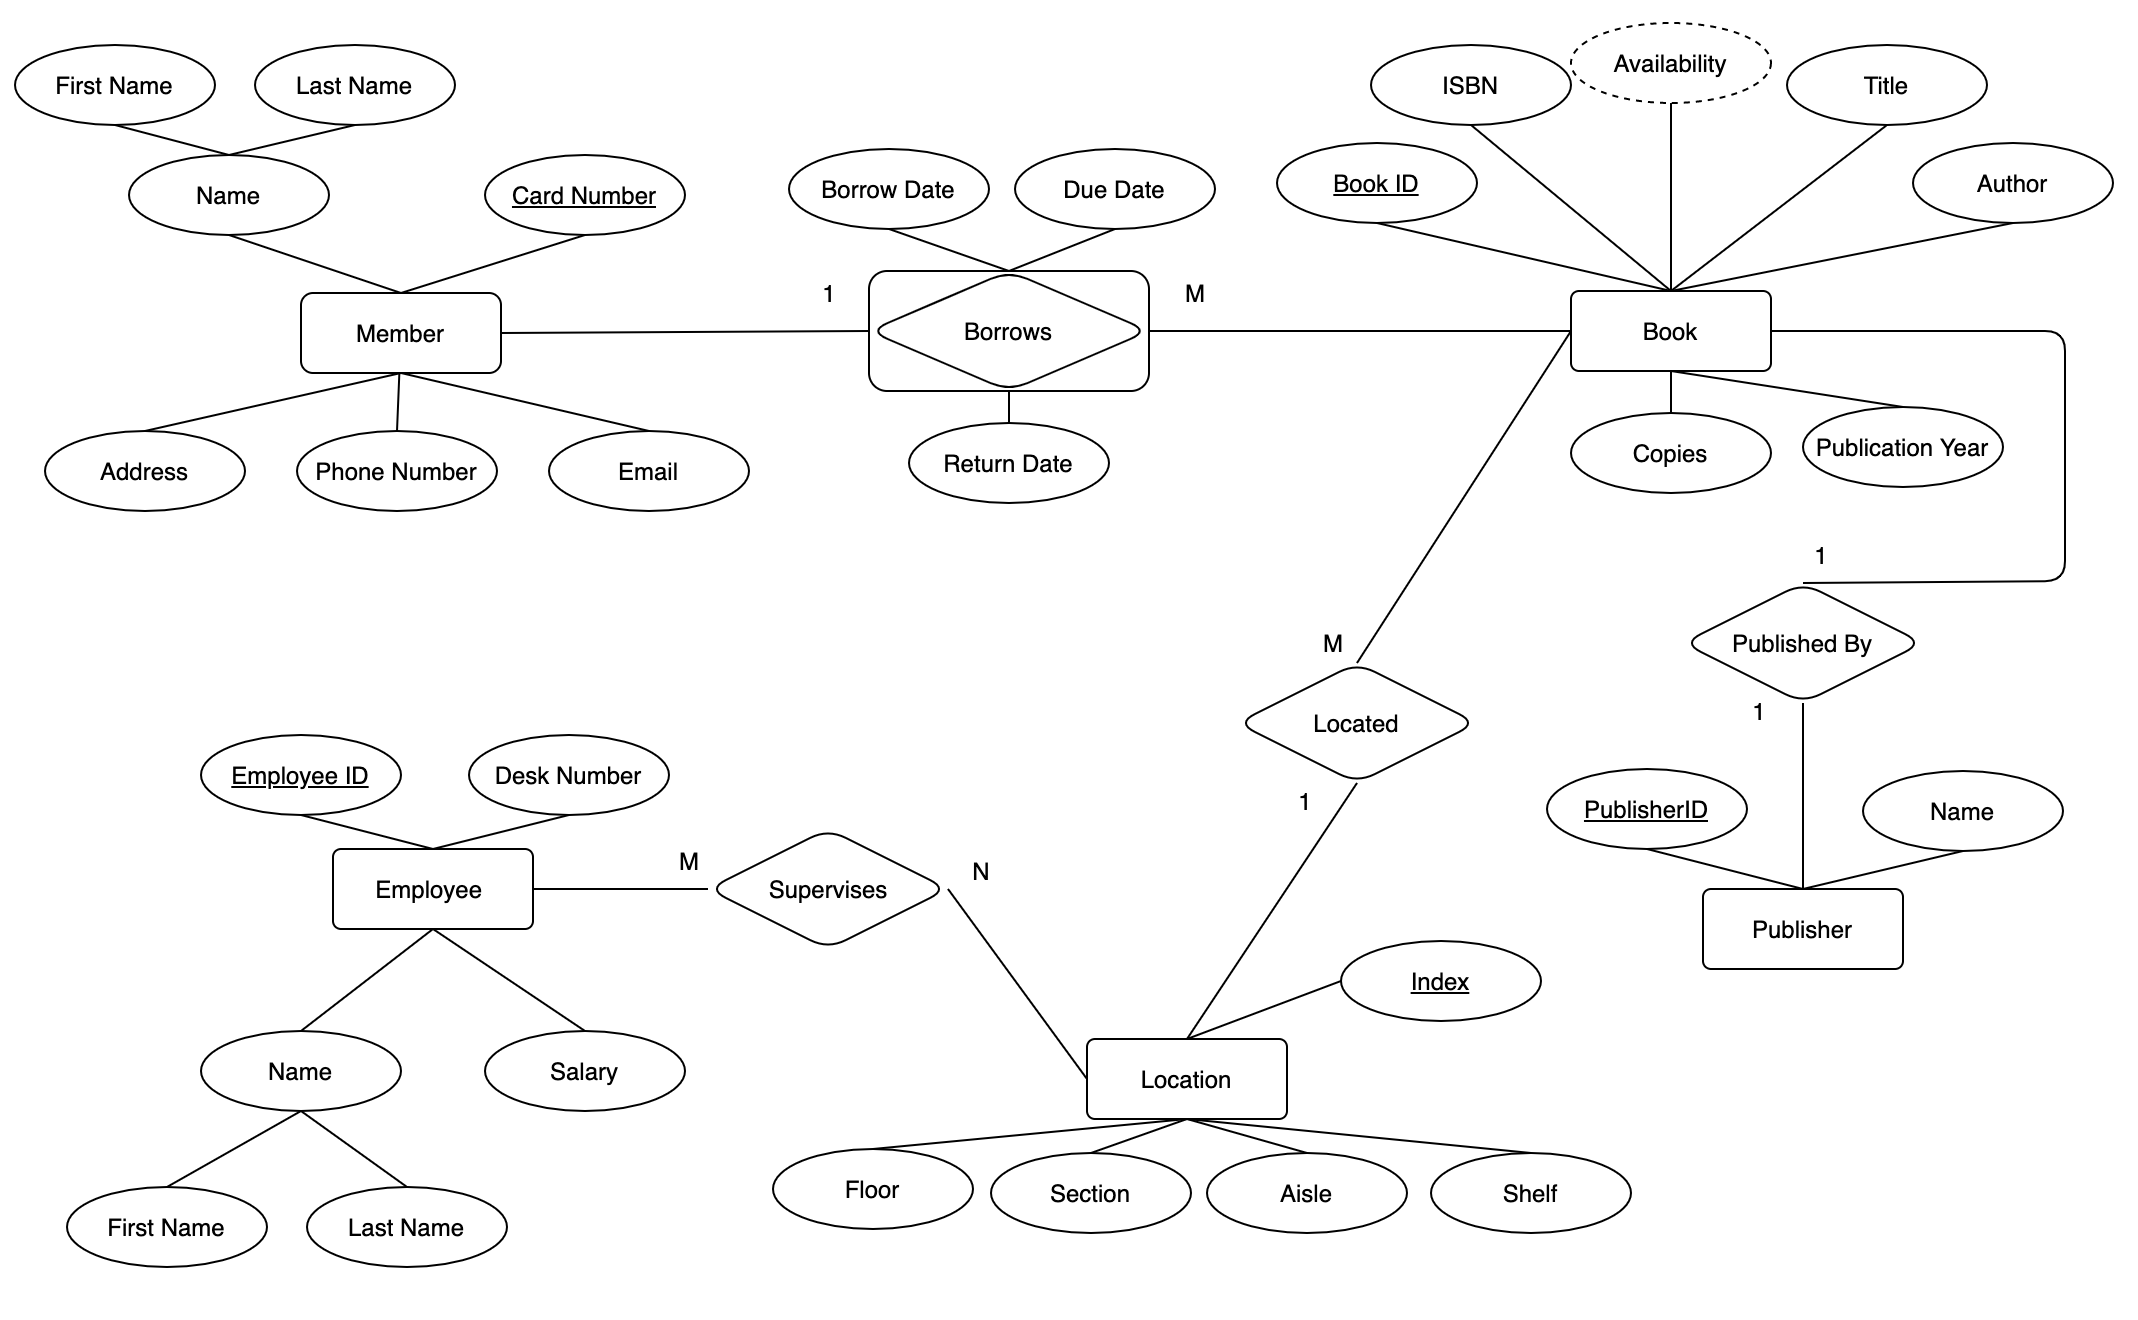 First Name
Last Name
Name
Card Number
Member
Address
Phone Number
Email
Borrow Date
Due Date
1
Borrows
M
Return Date
ISBN
Availability
Title
Book ID
Author
Book
Copies
Publication Year
1
Published By
1
M
Located
1
PublisherID
Name
Publisher
Employee ID
Desk Number
Employee
M
Supervises
N
Name
Salary
First Name
Last Name
Index
Location
Floor
Section
Aisle
Shelf